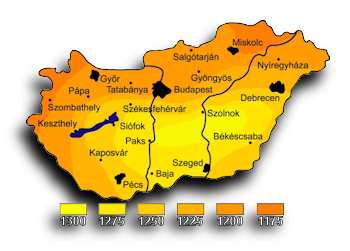 Miskolc
Salgótarján
Nyíregyháza
Győr
Gyöngyös
Pápa
Tatabánya
Budapest
Debrecen
Szombathely
Székesfehérvár
Szolnok
Keszthely
Siófok
Paks
Békéscsaba
Kaposvár
Szeged
Pécs
Baja
1300 1275 1250 1225 1200 1175